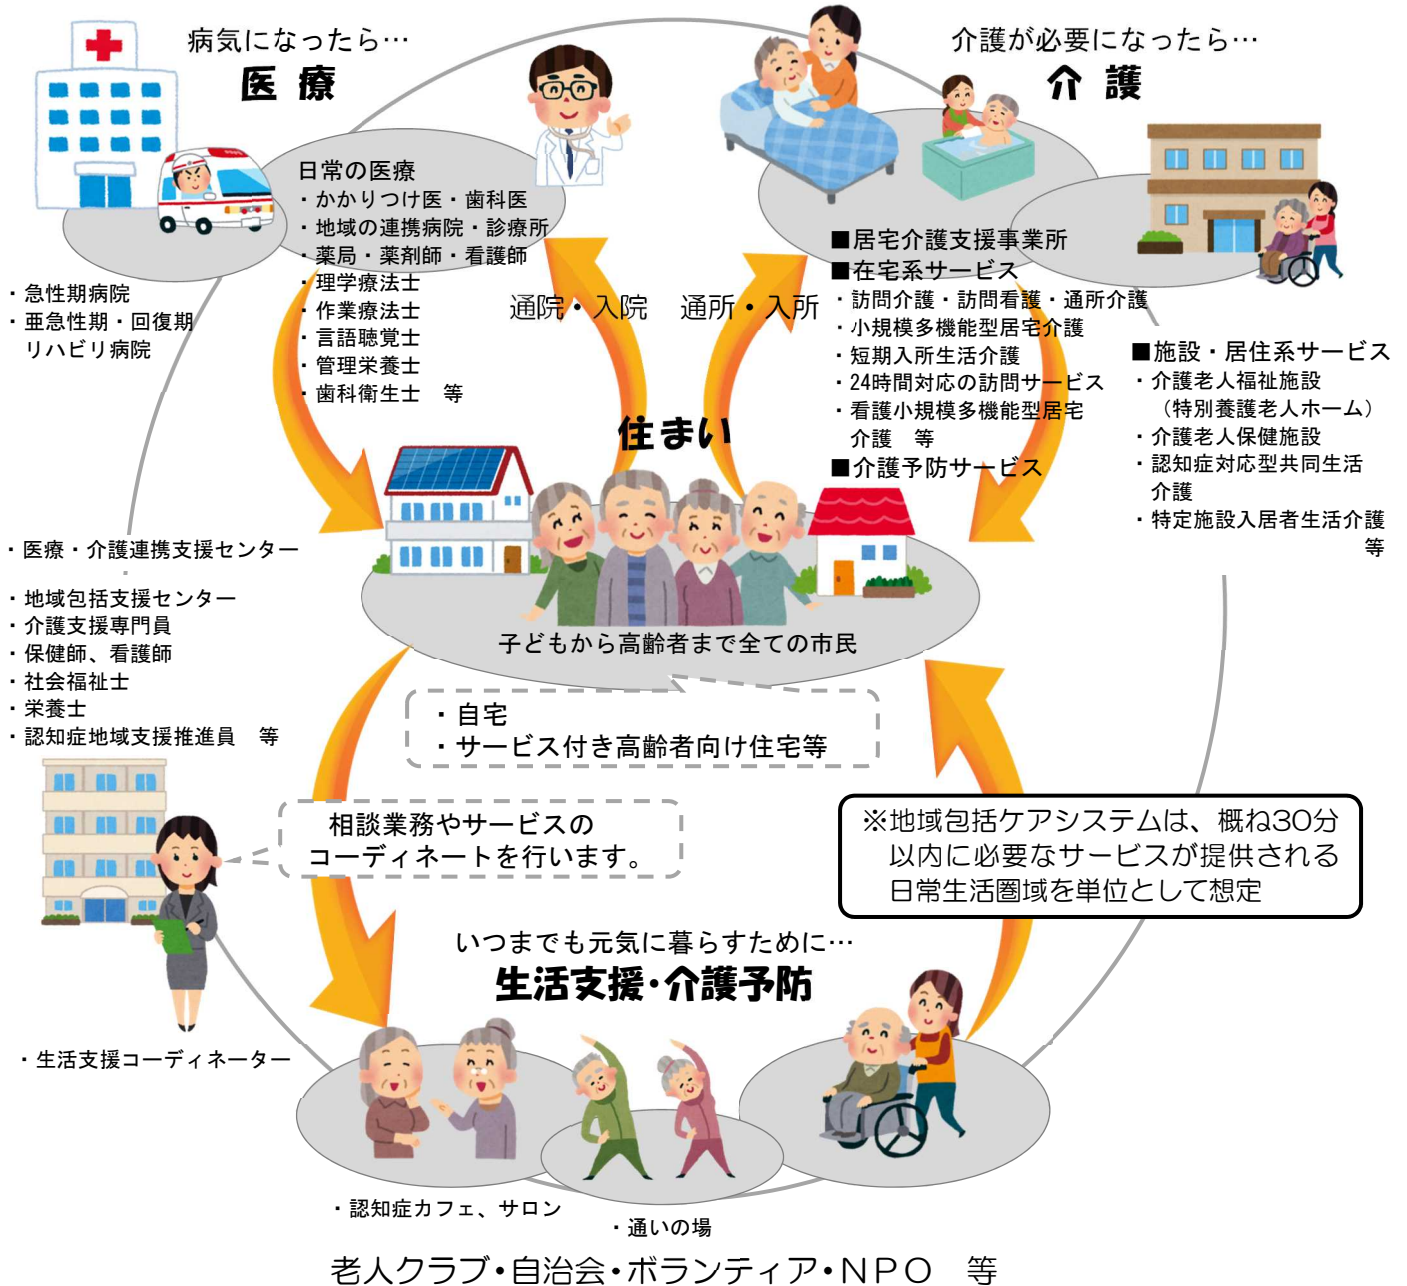 病気になったら…
医療
日常の医療
・かかりつけ医・歯科医
・地域の連携病院・診療所
・薬局・薬剤師・看護師
・理学療法士
・作業療法士
・言語聴覚士
・管理栄養士
・歯科衛生士　等
・急性期病院
・亜急性期・回復期
リハビリ病院
介護が必要になったら…
介護
■居宅介護支援事業所
■在宅系サービス
・訪問介護・訪問看護・通所介護
・小規模多機能型居宅介護
・短期入所生活介護
・24時間対応の訪問サービス
・看護小規模多機能型居宅
介護　等
■介護予防サービス
■施設・居住系サービス
・介護老人福祉施設
（特別養護老人ホーム）
・介護老人保健施設
・認知症対応型共同生活
介護
・特定施設入居者生活介護
等
通院・入院
通所・入所
住まい
子どもから高齢者まで全ての市民
・自宅
・サービス付き高齢者向け住宅等
・医療・介護連携支援センター
・地域包括支援センター
・介護支援専門員
・保健師、看護師
・社会福祉士
・栄養士
・認知症地域支援推進員　等
相談業務やサービスの
コーディネートを行います。
・生活支援コーディネーター
※地域包括ケアシステムは、概ね30分
以内に必要なサービスが提供される
日常生活圏域を単位として想定
いつまでも元気に暮らすために…
生活支援・介護予防
・認知症カフェ、サロン
・通いの場
老人クラブ・自治会・ボランティア・ＮＰＯ　等